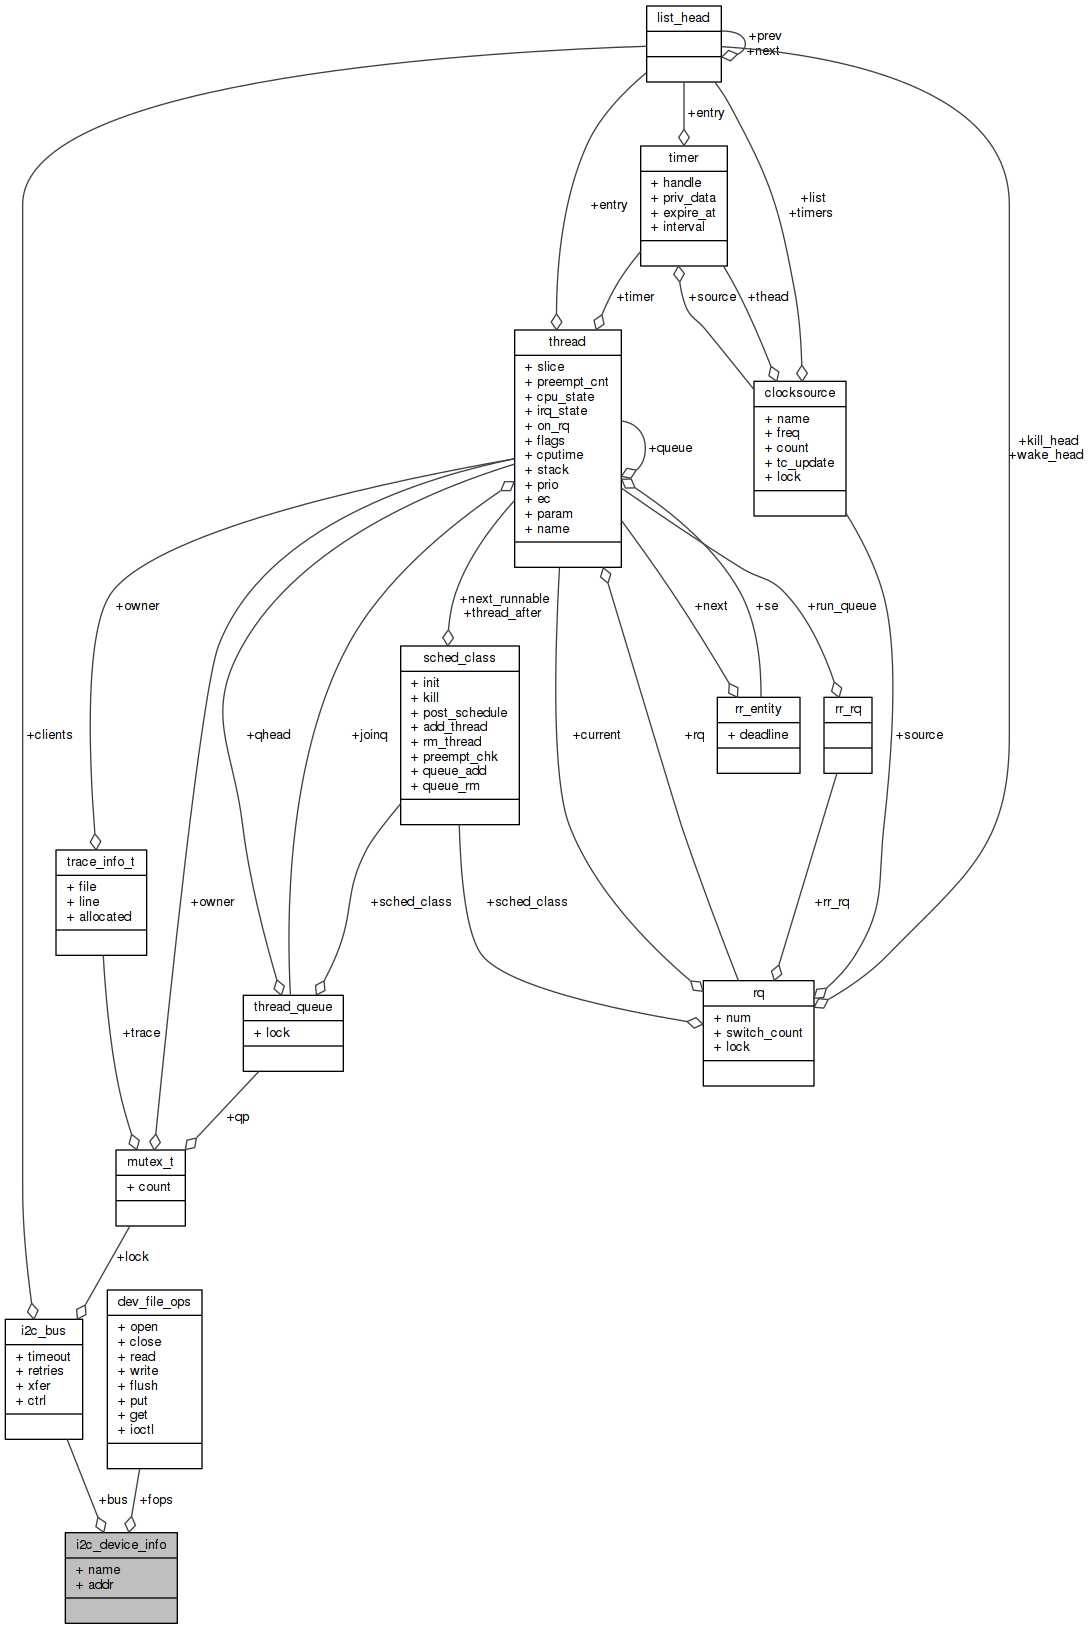 list_head
+prev
+next
+entry
timer
+ handle
+ priv_data
+ expire_at
+ interval
+entry
+list
+timers
+timer
+source
+thead
thread
+ slice
+ preempt_cnt
+ cpu_state
+ irq_state
+ on_rq
+ flags
+ cputime
+ stack
+ prio
+ ec
+ param
+ name
clocksource
+ name
+ freq
+ count
+ tc_update
+ lock
+queue
+kill_head
+wake_head
+owner
+next_runnable
+thread_after
+next
+se
+run_queue
sched_class
+ init
+ kill
+ post_schedule
+ add_thread
+ rm_thread
+ preempt_chk
+ queue_add
+ queue_rm
rr_entity
+ deadline
rr_rq
+clients
+qhead
+joinq
+current
+rq
+source
trace_info_t
+ file
+ line
+ allocated
+owner
+sched_class
+sched_class
+rr_rq
thread_queue
+ lock
rq
+ num
+ switch_count
+ lock
+trace
+qp
mutex_t
+ count
+lock
dev_file_ops
+ open
+ close
+ read
+ write
+ flush
+ put
+ get
+ ioctl
i2c_bus
+ timeout
+ retries
+ xfer
+ ctrl
+bus
+fops
i2c_device_info
+ name
+ addr